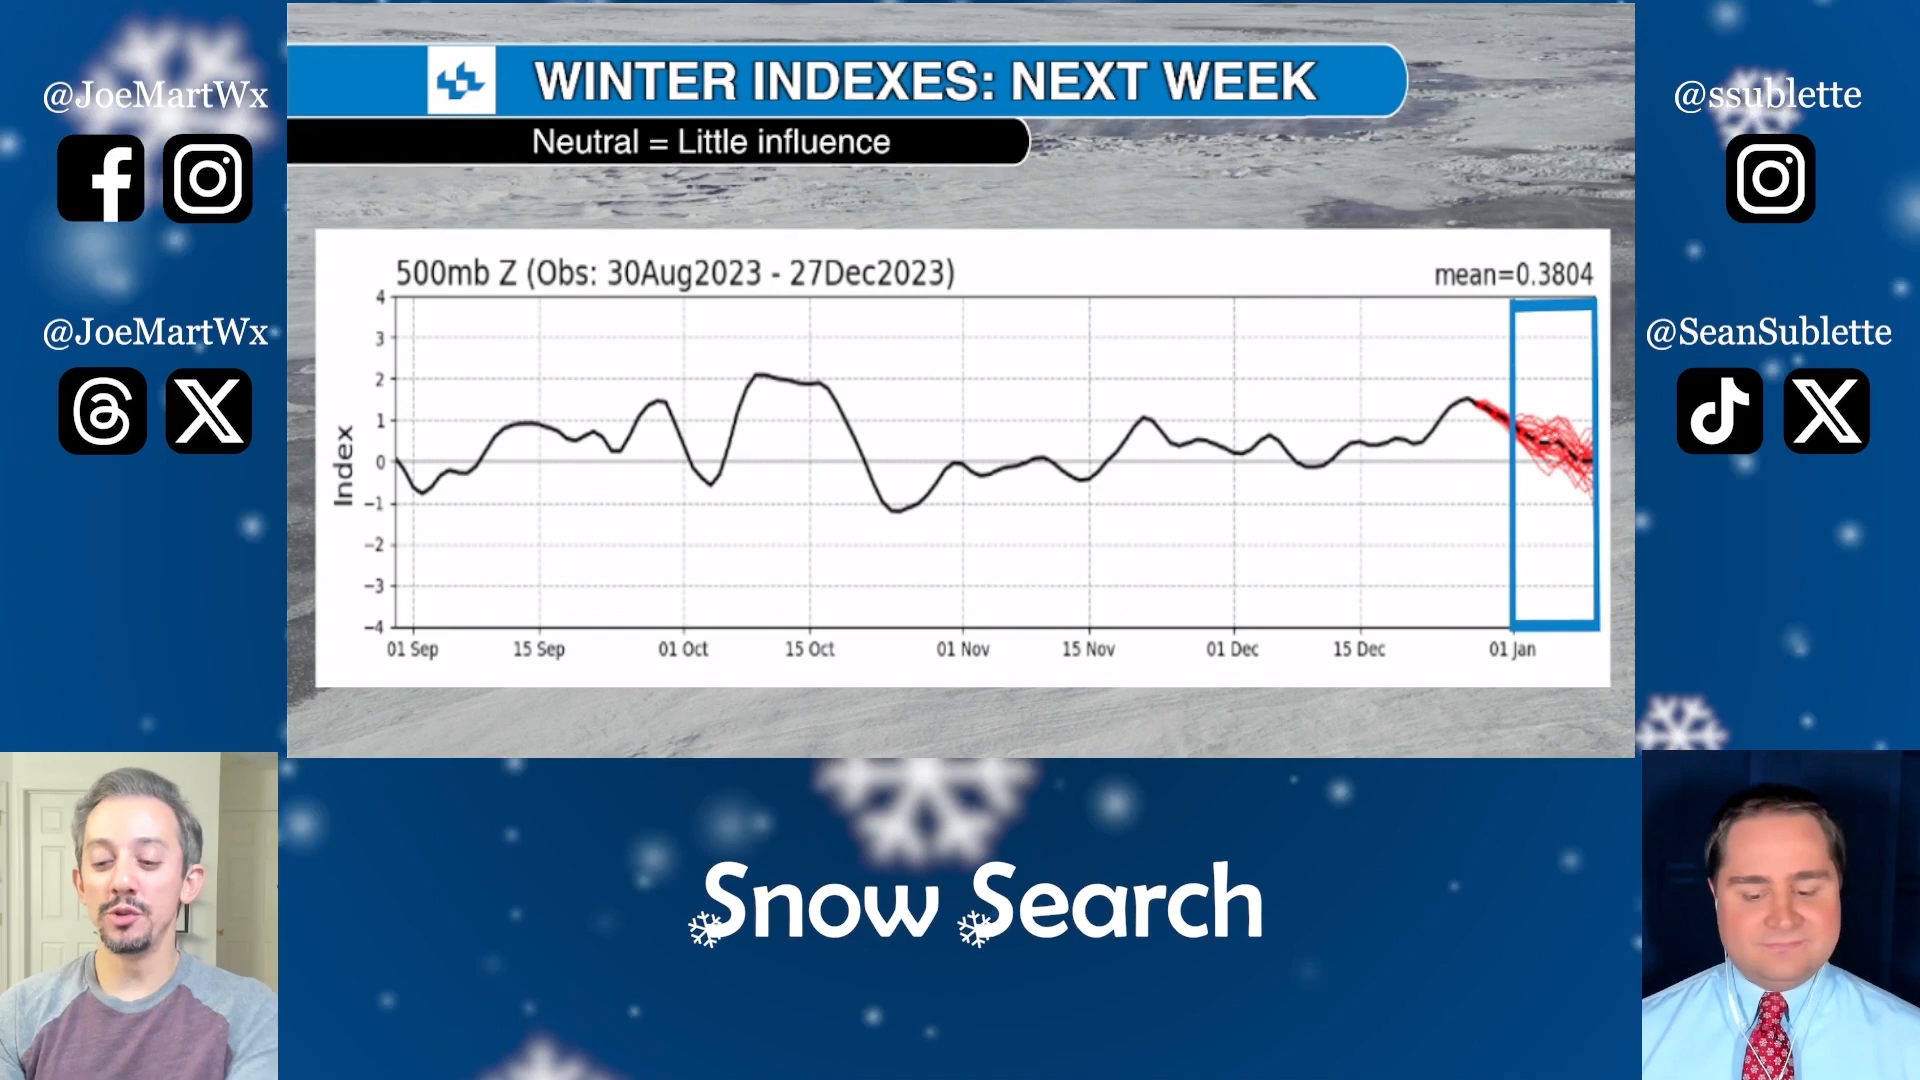 @JoeMartWx
@JoeMartWx
WINTER INDEXES: NEXT WEEK
Neutral = Little influence
500mb Z (Obs: 30Aug2023 - 27Dec2023)
mean=0.3804
Index
4
3
2
1
0
−1
−2
−3
−4
01 Sep 15 Sep 01 Oct 15 Oct 01 Nov 15 Nov 01 Dec 15 Dec 01 Jan
@ssublette
@SeanSublette
Snow Search